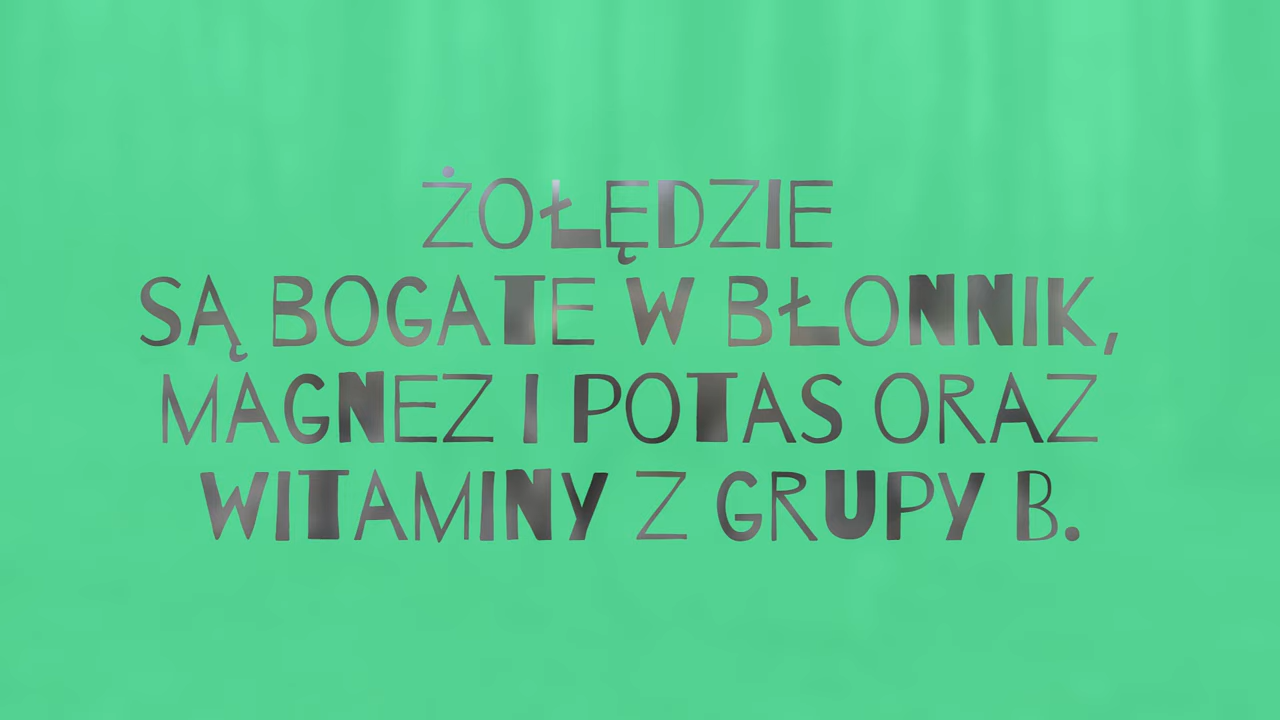 ŻOŁĘDZIE
SĄ BOGATE W BŁONNIK,
MAGNEZ I POTAS ORAZ
WITAMINY Z GRUPY B.